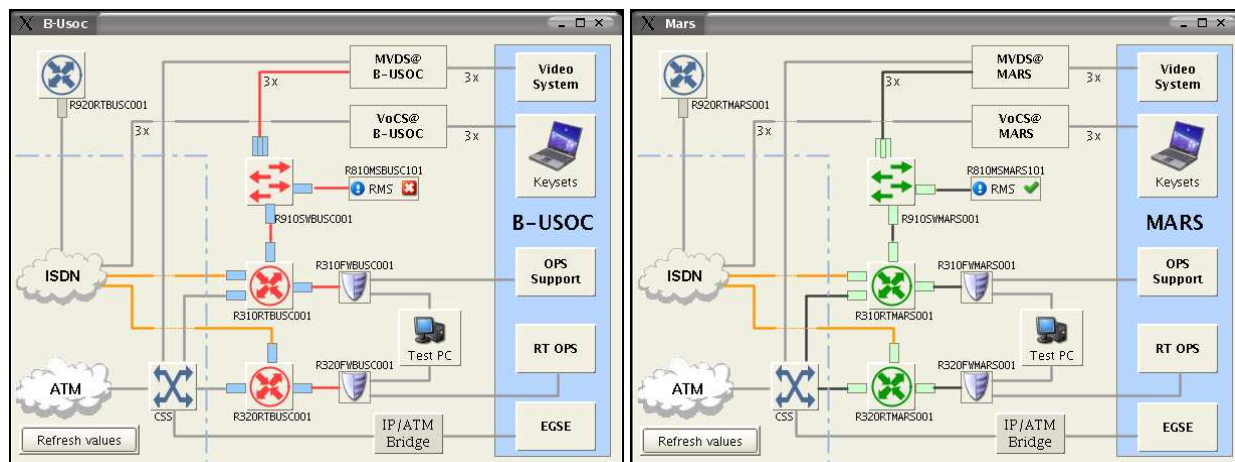 B-Usoc
MVDS@
B-USOC
Video
System
3x
3x
R920RTBUSC001
VoCS@
B-USOC
3x
3x
Keysets
R810MSBUSC101
RMS
R910SWBUSC001
B-USOC
ISDN
R310FWBUSC001
OPS
Support
R310RTBUSC001
Test PC
RT OPS
R320FWBUSC001
ATM
CSS
R320RTBUSC001
IP/ATM
Bridge
EGSE
Refresh values
Mars
MVDS@
MARS
Video
System
3x
3x
R920RTMARS001
VoCS@
MARS
3x
3x
Keysets
R810MSMARS101
RMS
R910SWMARS001
MARS
ISDN
R310FWMARS001
OPS
Support
R310RTMARS001
Test PC
RT OPS
R320FWMARS001
ATM
CSS
R320RTMARS001
IP/ATM
Bridge
EGSE
Refresh values